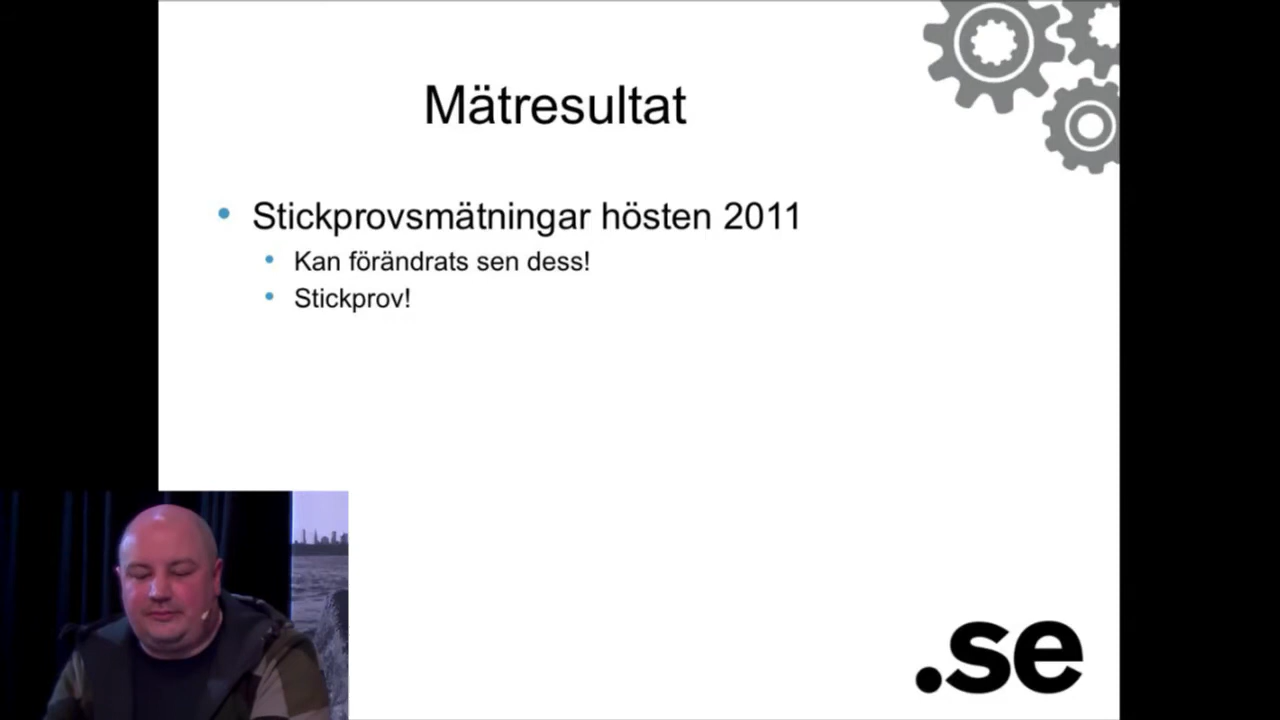 Mätresultat
Stickprovsmätningar hösten 2011
Kan förändrats sen dess!
Stickprov!
.se